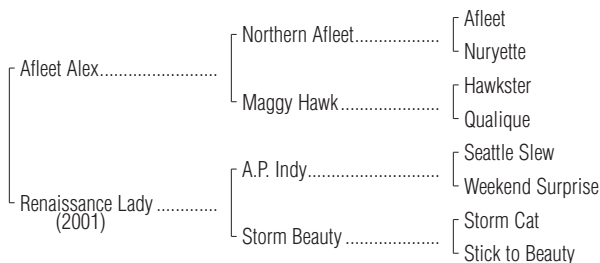 Afleet
Northern Afleet....................
Nuryette
Afleet Alex............................
Hawkster
Maggy Hawk.......................
Qualique
Seattle Slew
A.P. Indy...............................
Weekend Surprise
Renaissance Lady..............
(2001)
Storm Cat
Storm Beauty......................
Stick to Beauty